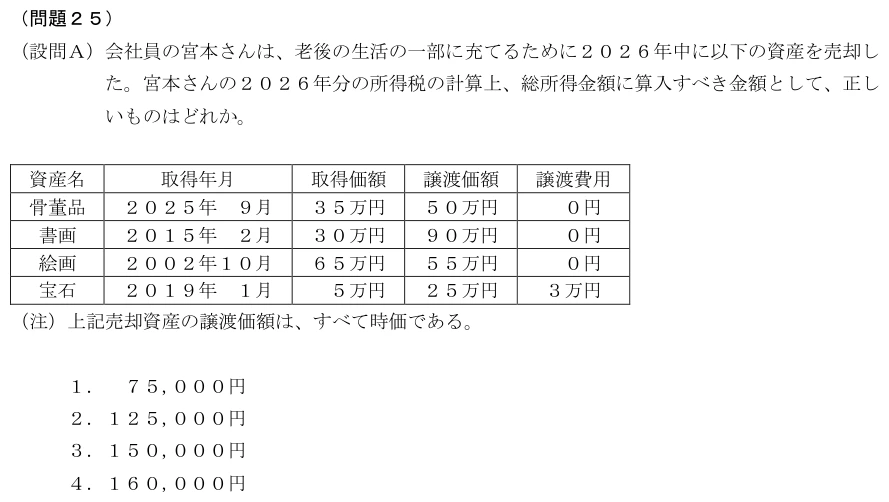 （問題２５）
（設問Ａ）会社員の宮本さんは、老後の生活の一部に充てるために２０２６年中に以下の資産を売却し
た。宮本さんの２０２６年分の所得税の計算上、総所得金額に算入すべき金額として、正し
いものはどれか。
資産名　取得年月　取得価額　譲渡価額　譲渡費用
骨董品　２０２５年　９月　３５万円　５０万円　０円
書画　２０１５年　２月　３０万円　９０万円　０円
絵画　２００２年１０月　６５万円　５５万円　０円
宝石　２０１９年　１月　５万円　２５万円　３万円
（注）上記売却資産の譲渡価額は、すべて時価である。
１．　７５,０００円
２．１２５,０００円
３．１５０,０００円
４．１６０,０００円